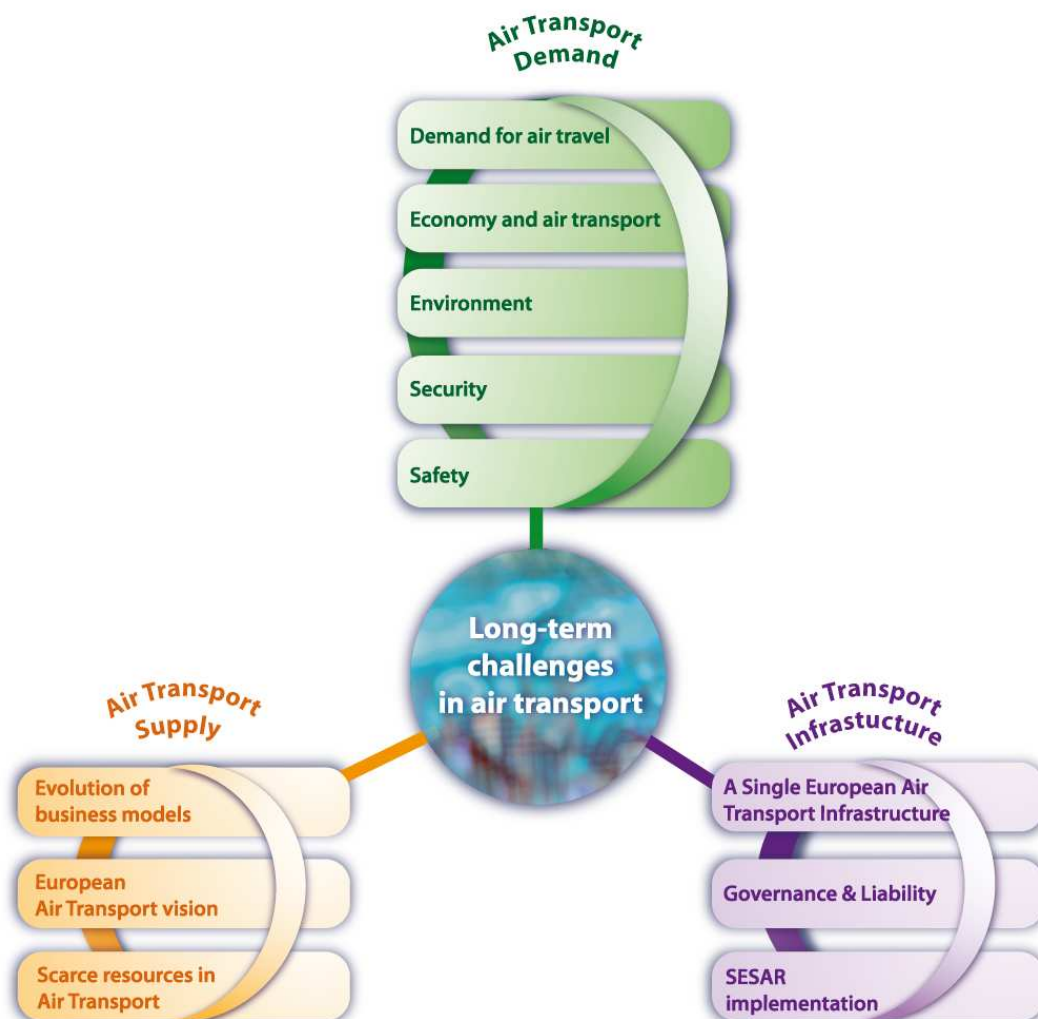 Air Transport
Demand
Demand for air travel
Economy and air transport
Environment
Security
Safety
Long-term
challenges
in air transport
Air Transport
Supply
Evolution of
business models
European
Air Transport vision
Scarce resources in
Air Transport
Air Transport
Infrastucture
A Single European Air
Transport Infrastructure
Governance & Liability
SESAR
implementation